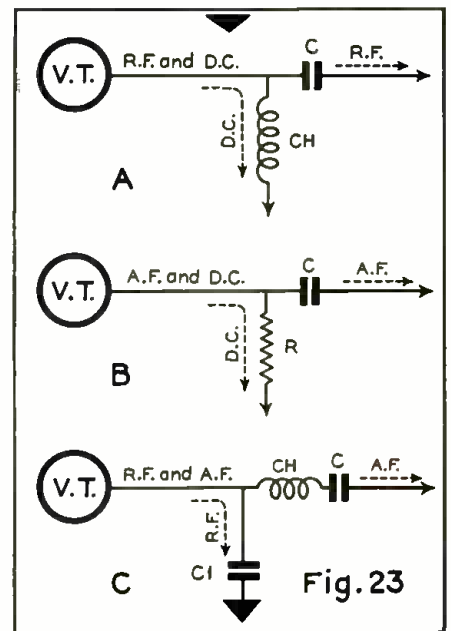 C
R.F.
V.T.
R.F. and D.C.
D.C.
CH
A
C
A.F.
V.T.
A.F. and D.C.
D.C.
R
B
CH
C
A.F.
V.T.
R.F. and A.F.
R.F.
C1
C
Fig. 23